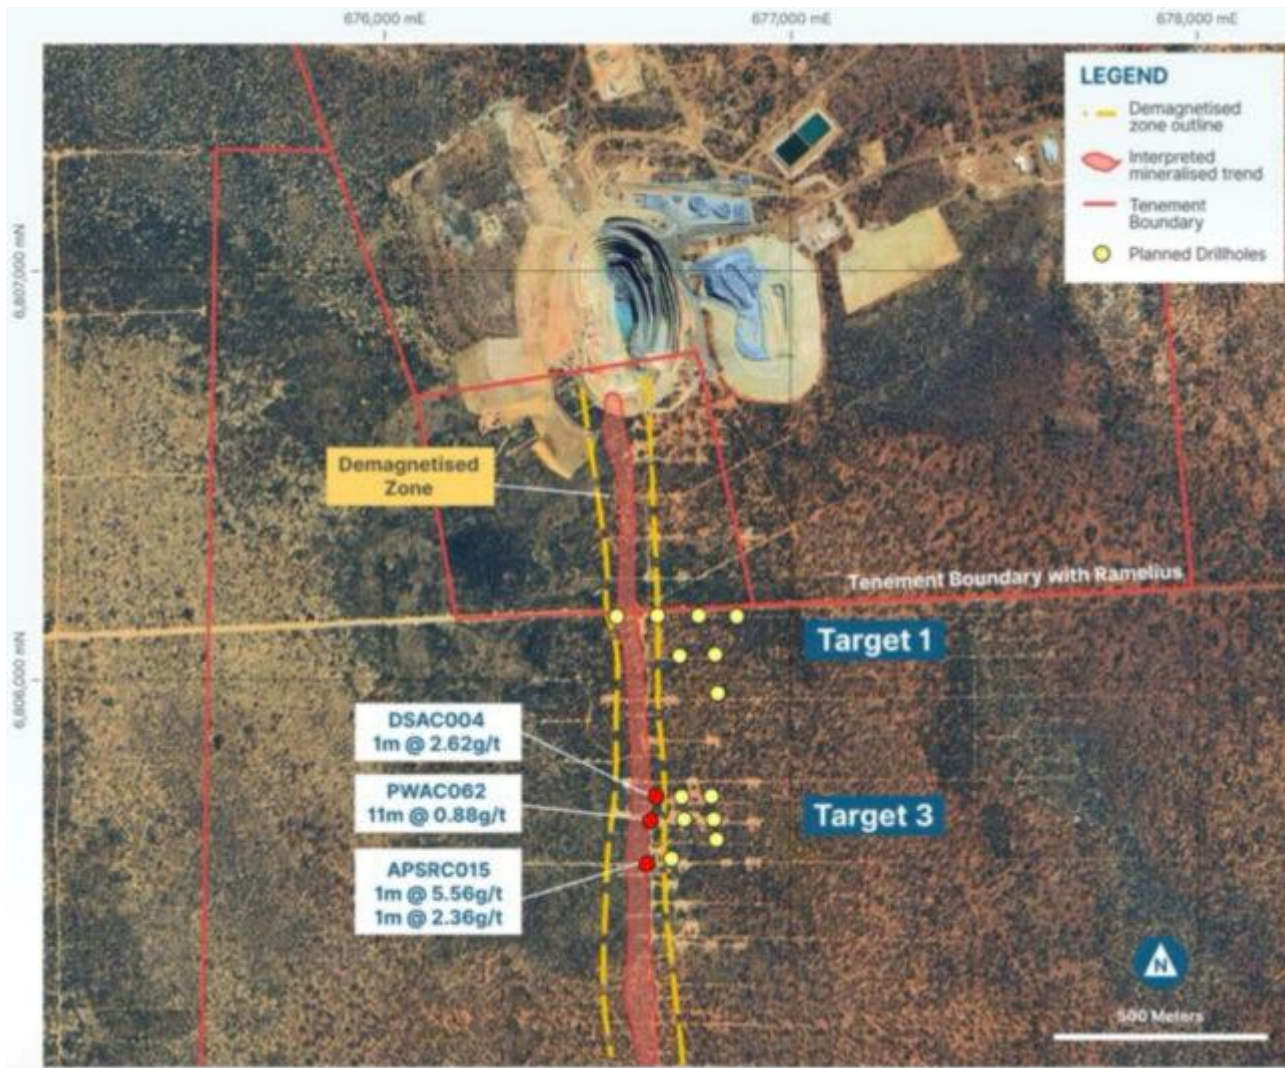 676,000 mE
677,000 mE
678,000 mE
LEGEND
Demagnetised
zone outline
Interpreted
mineralised trend
Tenement
Boundary
Planned Drillholes
6,807,000 mN
Demagnetised
Zone
Tenement Boundary with Ramelius
Target 1
6,806,000 mN
DSAC004
1m @ 2.62g/t
PWAC062
11m @ 0.88g/t
Target 3
APSRC015
1m @ 5.56g/t
1m @ 2.36g/t
N
500 Meters